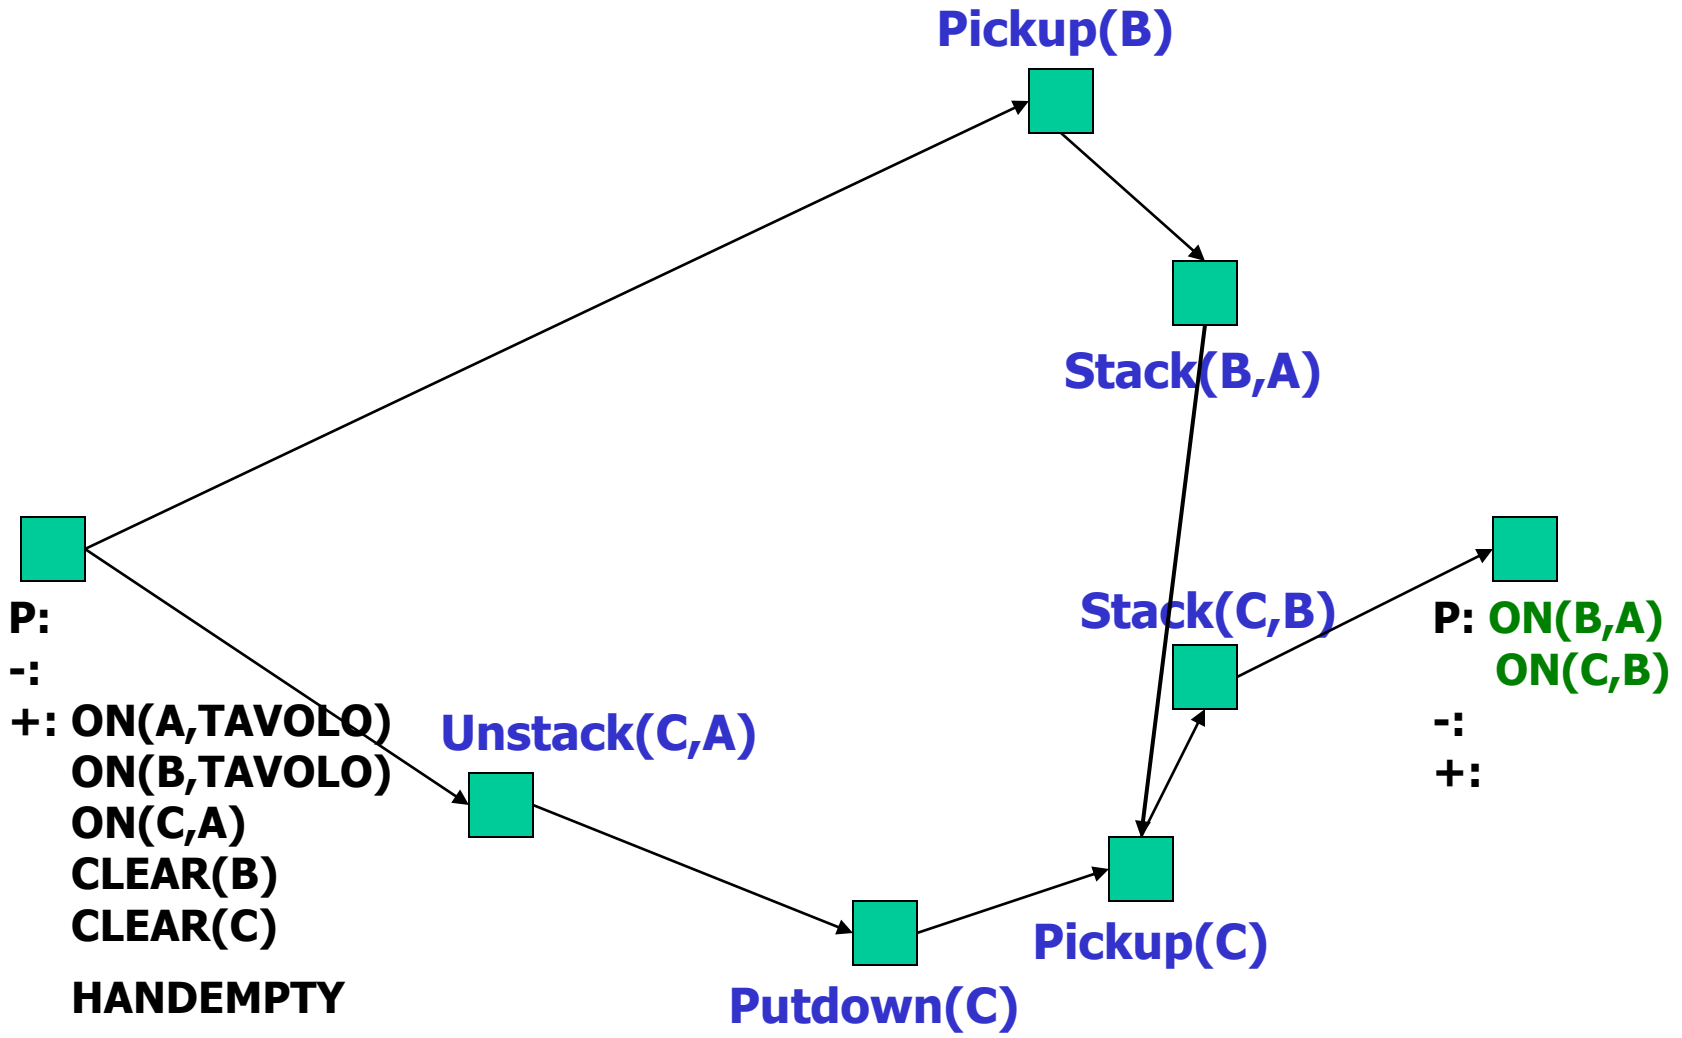 Pickup(B)
Stack(B,A)
Stack(C,B)
P:
-:
+: ON(A,TAVOLO)
ON(B,TAVOLO)
ON(C,A)
CLEAR(B)
CLEAR(C)
HANDEMPTY
Unstack(C,A)
Putdown(C)
Pickup(C)
P: ON(B,A)
ON(C,B)
-:
+: